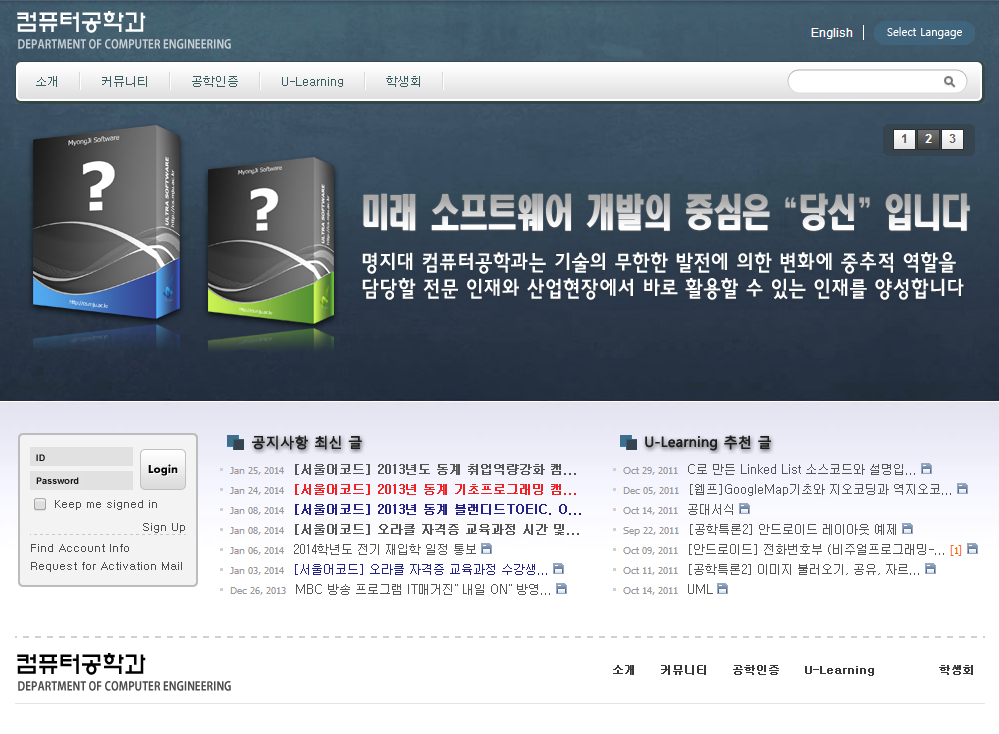 컴퓨터공학과
DEPARTMENT OF COMPUTER ENGINEERING
English
Select Langage
소개
커뮤니티
공학인증
U-Learning
학생회
1 2 3
MyongJi Software
?
ULTRA SOFTWARE
http://cs.mju.ac.kr
MyongJi Software
?
ULTRA SOFTWARE
http://cs.mju.ac.kr
미래 소프트웨어 개발의 중심은 “당신” 입니다
명지대 컴퓨터공학과는 기술의 무한한 발전에 의한 변화에 중추적 역할을
담당할 전문 인재와 산업현장에서 바로 활용할 수 있는 인재를 양성합니다
ID
Password
Login
Keep me signed in
Sign Up
Find Account Info
Request for Activation Mail
공지사항 최신 글
Jan 25, 2014 [서울어코드] 2013년도 동계 취업역량강화 캠...
Jan 24, 2014 [서울어코드] 2013년 동계 기초프로그래밍 캠...
Jan 08, 2014 [서울어코드] 2013년 동계 블랜디드TOEIC, O...
Jan 08, 2014 [서울어코드] 오라클 자격증 교육과정 시간 및...
Jan 06, 2014 2014학년도 전기 재입학 일정 통보
Jan 03, 2014 [서울어코드] 오라클 자격증 교육과정 수강생...
Dec 26, 2013 MBC 방송 프로그램 IT매거진" 내일 ON" 방영...
U-Learning 추천 글
Oct 29, 2011 C로 만든 Linked List 소스코드와 설명입...
Dec 05, 2011 [웹프]GoogleMap기초와 지오코딩과 역지오코...
Oct 14, 2011 공대서식
Sep 22, 2011 [공학특론2] 안드로이드 레이아웃 예제
Oct 09, 2011 [안드로이드] 전화번호부 (비주얼프로그래밍-... [1]
Oct 11, 2011 [공학특론2] 이미지 불러오기, 공유, 자르...
Oct 14, 2011 UML
컴퓨터공학과
DEPARTMENT OF COMPUTER ENGINEERING
소개
커뮤니티
공학인증
U-Learning
학생회